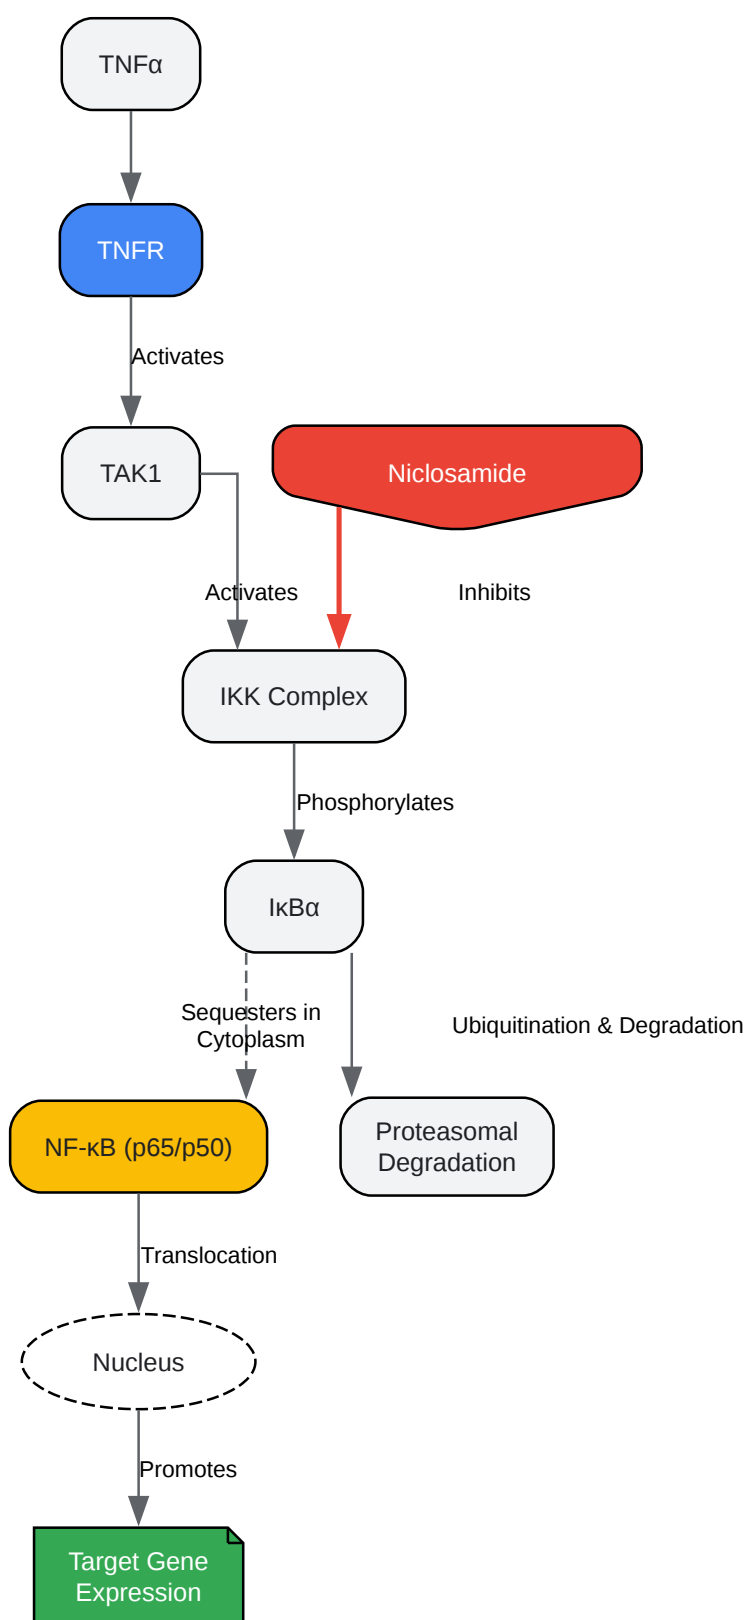 TNFα
TNFR
Activates
TAK1
Niclosamide
Activates
Inhibits
IKK Complex
Phosphorylates
IκBα
Sequesters in
Cytoplasm
Ubiquitination & Degradation
NF-κB (p65/p50)
Proteasomal
Degradation
Translocation
Nucleus
Promotes
Target Gene
Expression